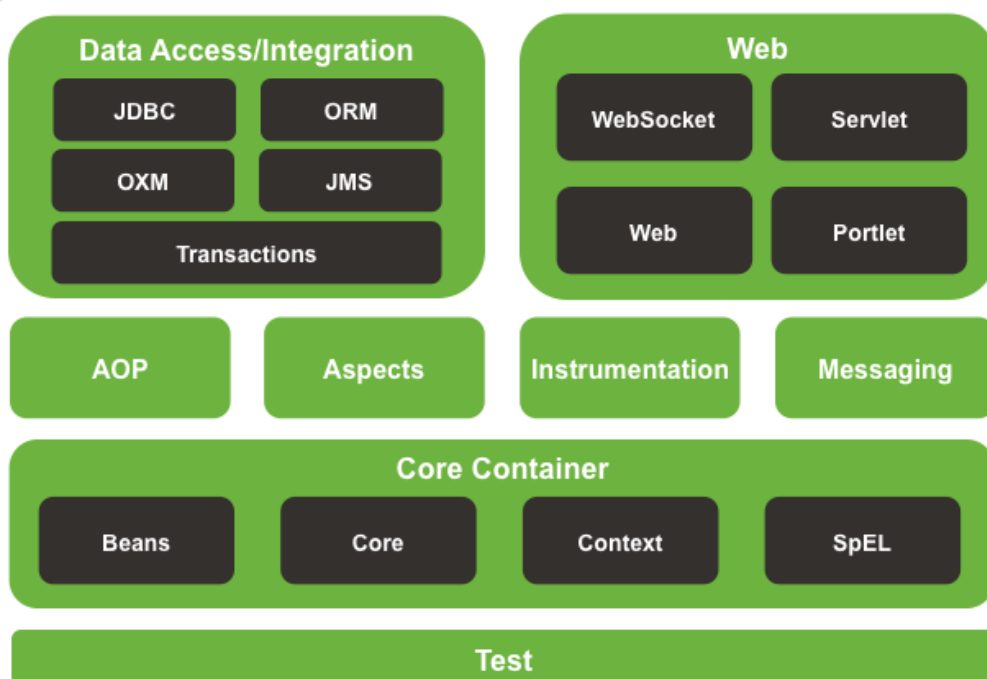 Data Access/Integration
JDBC
ORM
OXM
JMS
Transactions
Web
WebSocket
Servlet
Web
Portlet
AOP
Aspects
Instrumentation
Messaging
Core Container
Beans
Core
Context
SpEL
Test